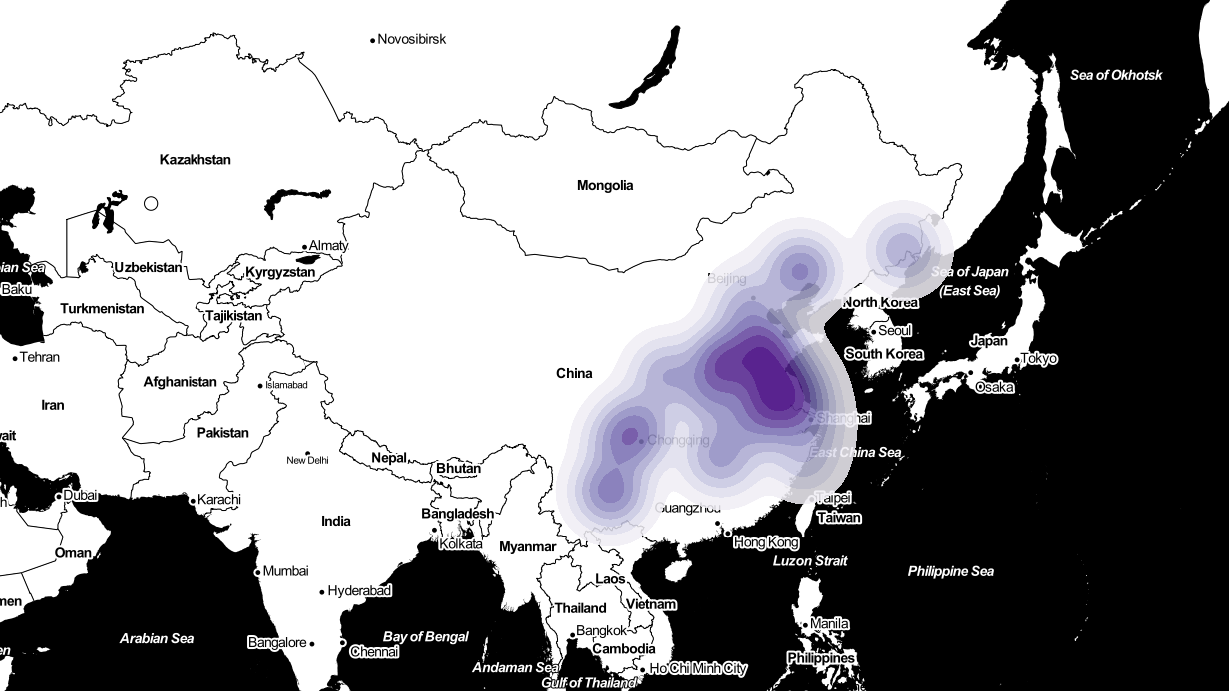 Novosibirsk
Sea of Okhotsk
Kazakhstan
Mongolia
Almaty
Uzbekistan
Kyrgyzstan
ian Sea
Beijing
Sea of Japan
(East Sea)
Baku
Turkmenistan
Tajikistan
North Korea
Seoul
Japan
Tehran
South Korea
Tokyo
China
Afghanistan
Islamabad
Osaka
Iran
Pakistan
Shanghai
Chongqing
ait
New Delhi
Nepal
Bhutan
East China Sea
Dubai
Karachi
Taipei
Bangladesh
Guangzhou
Taiwan
India
Kolkata
Hong Kong
Oman
Myanmar
Luzon Strait
Mumbai
Laos
Philippine Sea
Hyderabad
men
Thailand
Vietnam
Manila
Arabian Sea
Bay of Bengal
Bangkok
Bangalore
Chennai
Cambodia
en
Philippines
Andaman Sea
Ho Chi Minh City
Gulf of Thailand